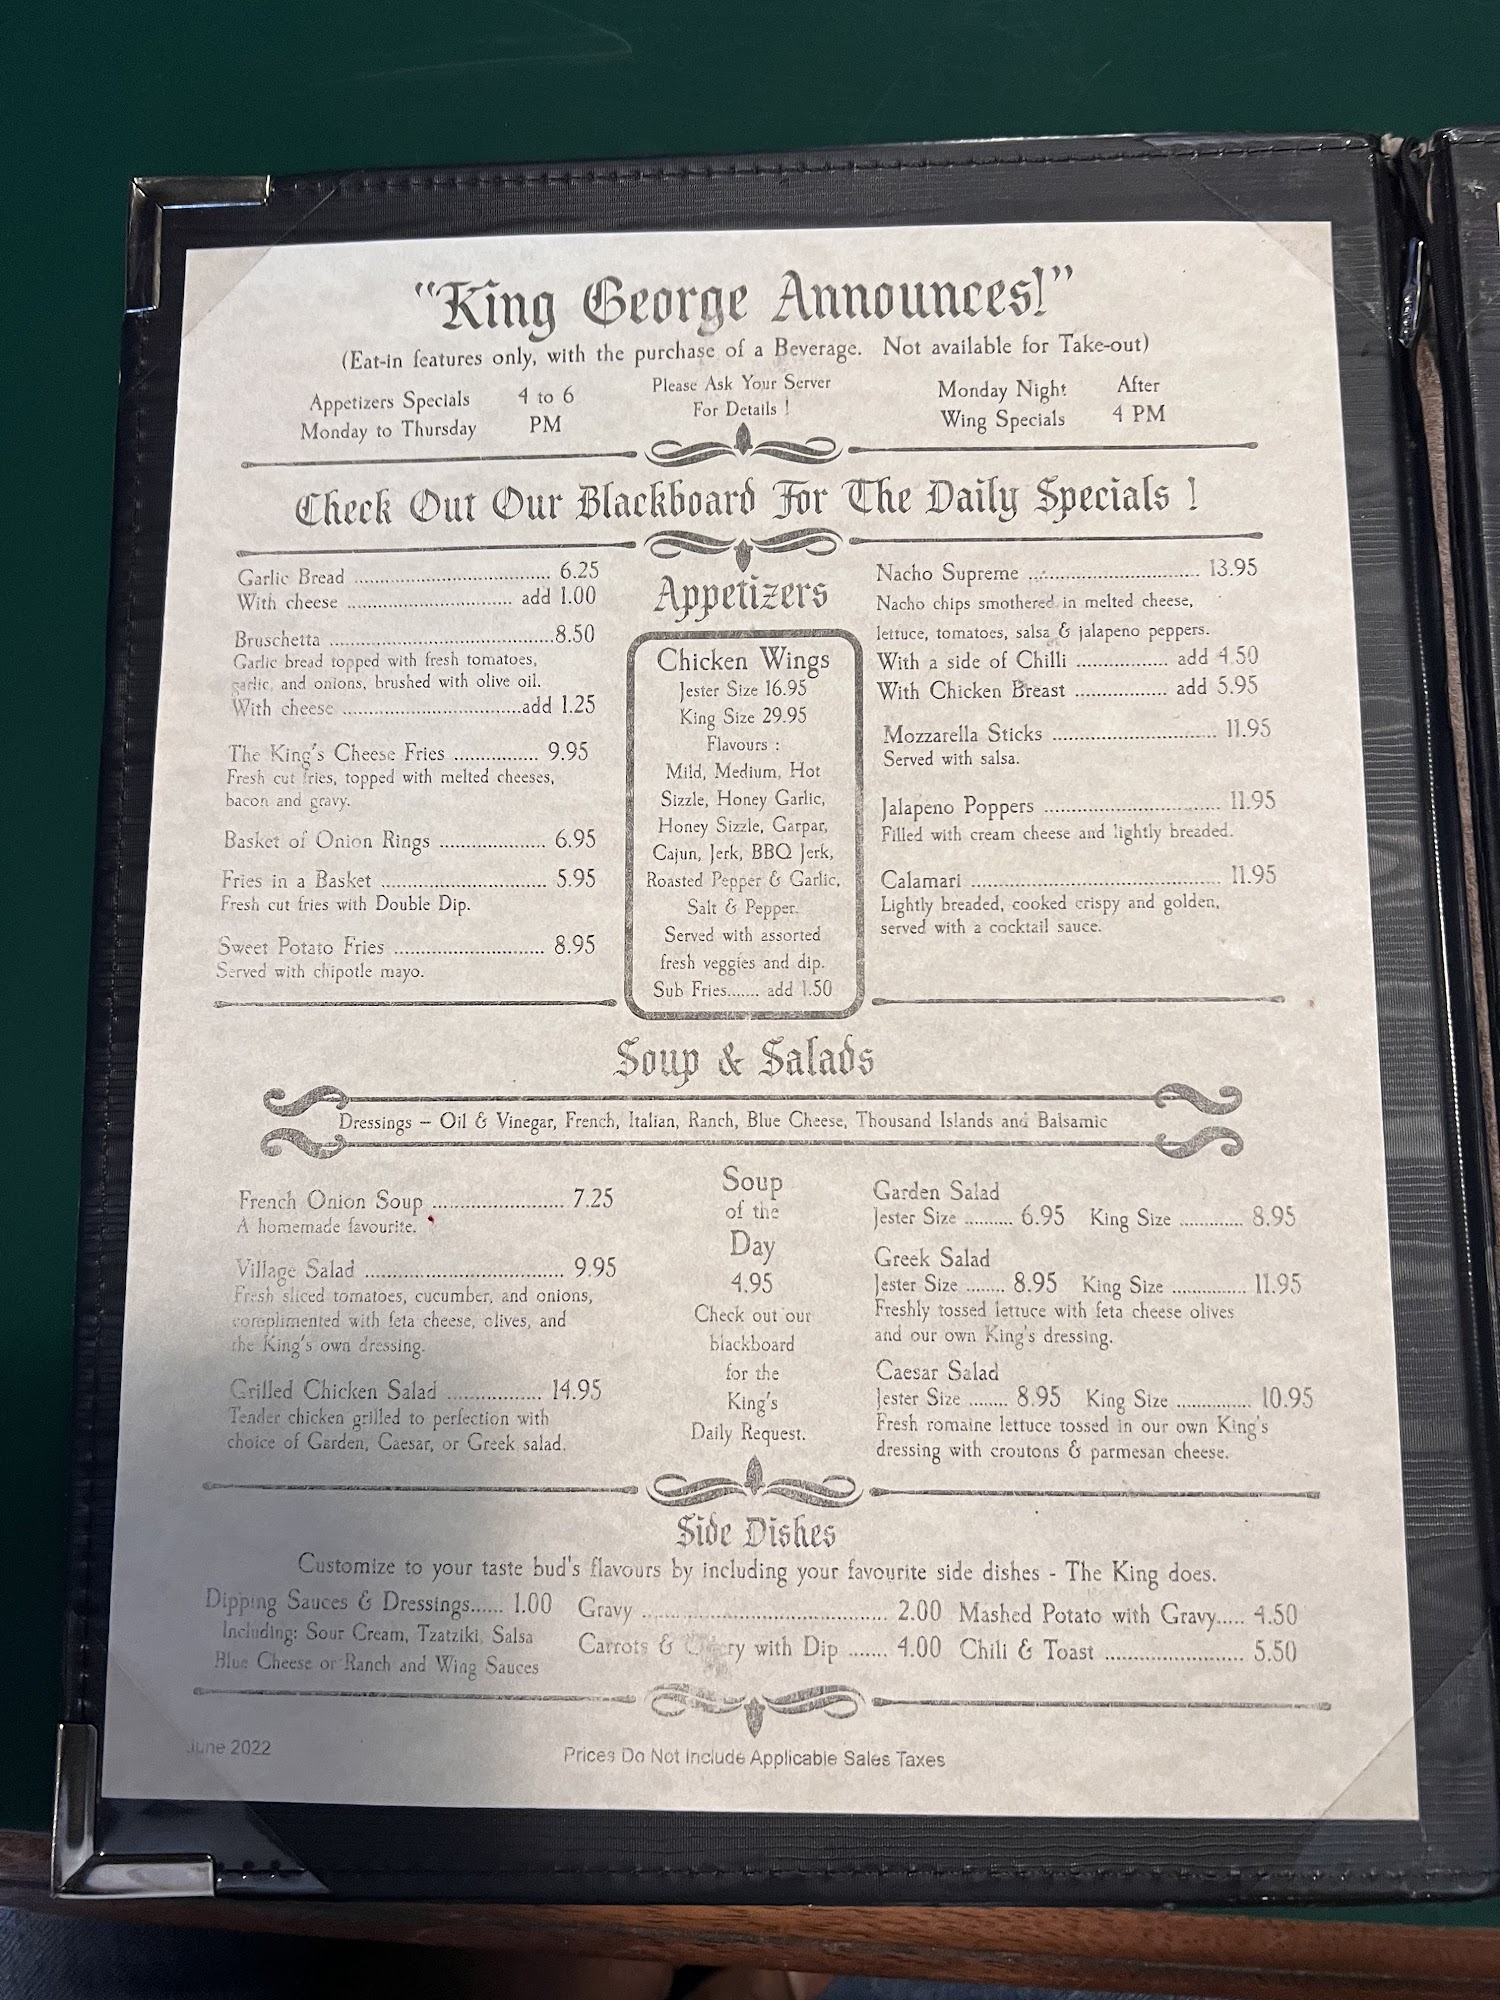 "King George Announces!"
(Eat-in features only, with the purchase of a Beverage. Not available for Take-out)
Appetizers Specials 4 to 6
Monday to Thursday PM
Please Ask Your Server
For Details !
Monday Night After
Wing Specials 4 PM
Check Out Our Blackboard For The Daily Specials !
Appetizers
Garlic Bread ................................. 6.25
With cheese ............................ add 1.00
Bruschetta ......................................8.50
Garlic bread topped with fresh tomatoes,
garlic, and onions, brushed with olive oil.
With cheese ..............................add 1.25
The King's Cheese Fries ................ 9.95
Fresh cut fries, topped with melted cheeses,
bacon and gravy.
Basket of Onion Rings .................... 6.95
Fries in a Basket ............................ 5.95
Fresh cut fries with Double Dip.
Sweet Potato Fries ......................... 8.95
Served with chipotle mayo.
Chicken Wings
Jester Size 16.95
King Size 29.95
Flavours :
Mild, Medium, Hot
Sizzle, Honey Garlic,
Honey Sizzle, Garpar,
Cajun, Jerk, BBQ Jerk,
Roasted Pepper & Garlic,
Salt & Pepper.
Served with assorted
fresh veggies and dip.
Sub Fries....... add 1.50
Nacho Supreme ............................. 13.95
Nacho chips smothered in melted cheese,
lettuce, tomatoes, salsa & jalapeno peppers.
With a side of Chilli ................ add 4.50
With Chicken Breast ................ add 5.95
Mozzarella Sticks ............................ 11.95
Served with salsa.
Jalapeno Poppers ............................. 11.95
Filled with cream cheese and lightly breaded.
Calamari .......................................... 11.95
Lightly breaded, cooked crispy and golden,
served with a cocktail sauce.
Soup & Salads
Dressings – Oil & Vinegar, French, Italian, Ranch, Blue Cheese, Thousand Islands and Balsamic
French Onion Soup ....................... 7.25
A homemade favourite.
Village Salad .................................. 9.95
Fresh sliced tomatoes, cucumber, and onions,
complimented with feta cheese, olives, and
the King's own dressing.
Grilled Chicken Salad ................ 14.95
Tender chicken grilled to perfection with
choice of Garden, Caesar, or Greek salad.
Soup
of the
Day
4.95
Check out our
blackboard
for the
King's
Daily Request.
Garden Salad
Jester Size ......... 6.95 King Size ............ 8.95
Greek Salad
Jester Size ....... 8.95 King Size .............. 11.95
Freshly tossed lettuce with feta cheese olives
and our own King's dressing.
Caesar Salad
Jester Size ....... 8.95 King Size .............. 10.95
Fresh romaine lettuce tossed in our own King's
dressing with croutons & parmesan cheese.
Side Dishes
Customize to your taste bud's flavours by including your favourite side dishes - The King does.
Dipping Sauces & Dressings...... 1.00
Including: Sour Cream, Tzatziki, Salsa
Blue Cheese or Ranch and Wing Sauces
Gravy .......................................... 2.00
Carrots & Celery with Dip ....... 4.00
Mashed Potato with Gravy..... 4.50
Chili & Toast ........................ 5.50
June 2022
Prices Do Not Include Applicable Sales Taxes